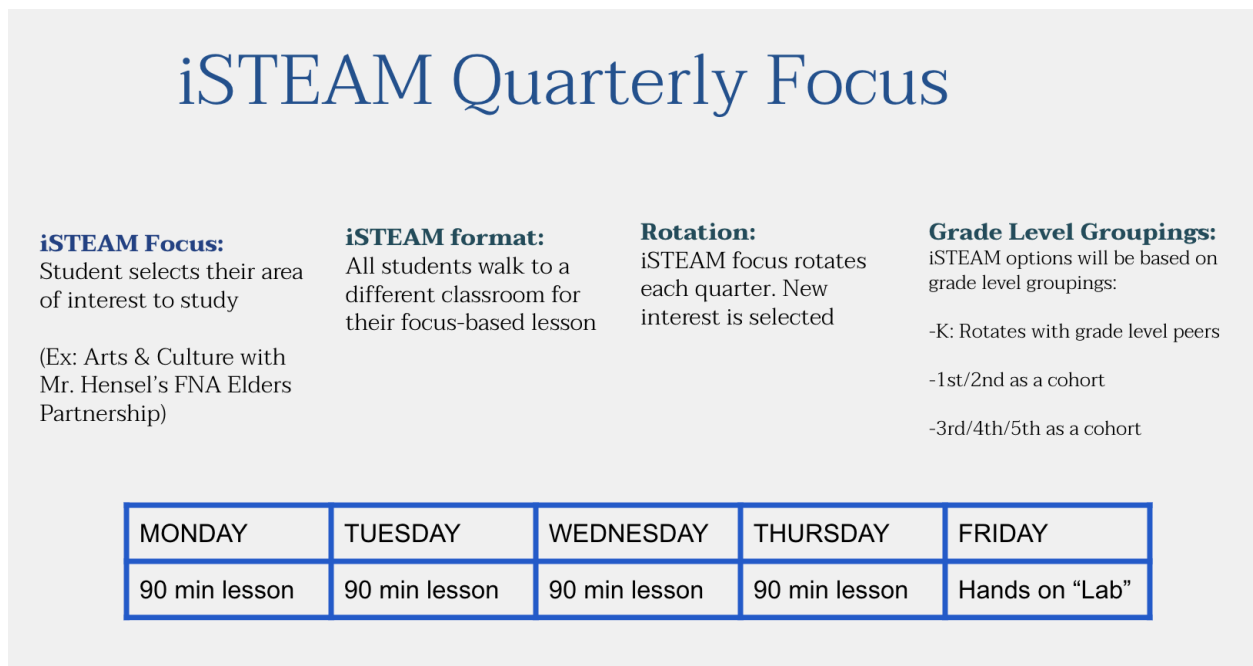 iSTEAM Quarterly Focus
iSTEAM Focus:
Student selects their area
of interest to study
(Ex: Arts & Culture with
Mr. Hensel’s FNA Elders
Partnership)
iSTEAM format:
All students walk to a
different classroom for
their focus-based lesson
Rotation:
iSTEAM focus rotates
each quarter. New
interest is selected
Grade Level Groupings:
iSTEAM options will be based on
grade level groupings:
-K: Rotates with grade level peers
-1st/2nd as a cohort
-3rd/4th/5th as a cohort
MONDAY TUESDAY WEDNESDAY THURSDAY FRIDAY
90 min lesson 90 min lesson 90 min lesson 90 min lesson Hands on “Lab”